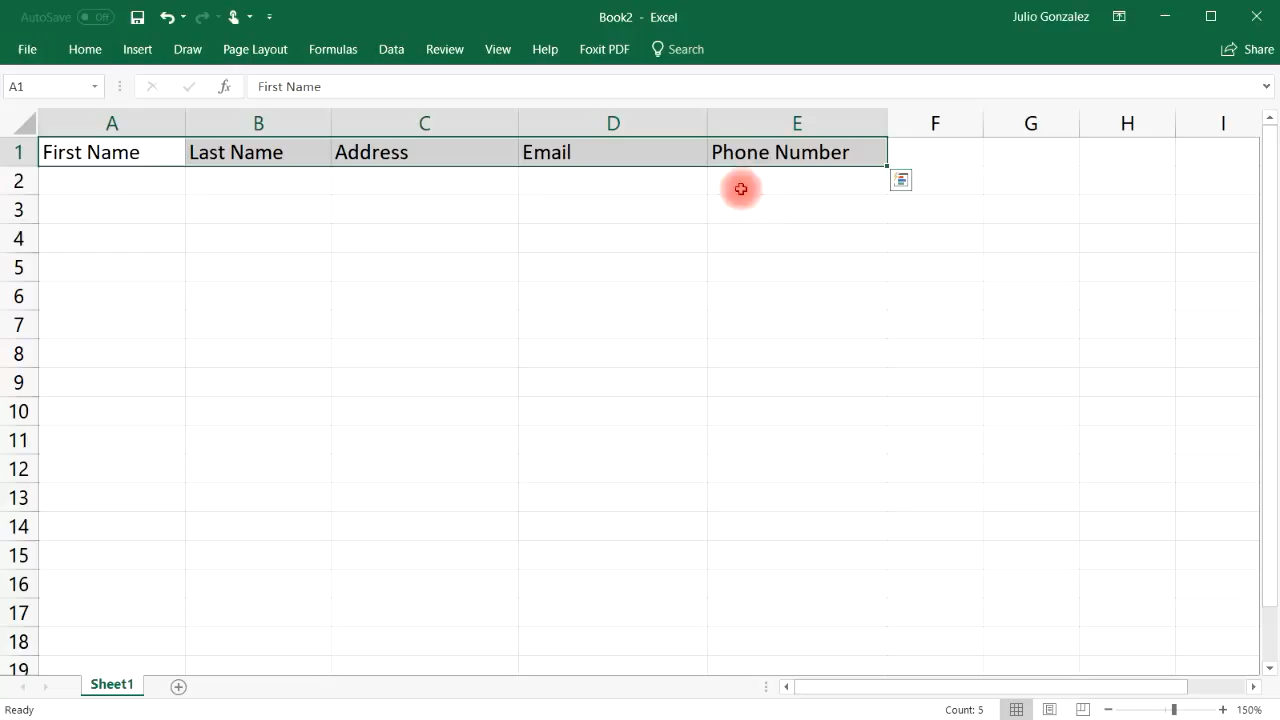 AutoSave Off Book2 - Excel Julio Gonzalez
File Home Insert Draw Page Layout Formulas Data Review View Help Foxit PDF Search Share
A1 fx First Name
A B C D E F G H I
1 First Name Last Name Address Email Phone Number
2
3
4
5
6
7
8
9
10
11
12
13
14
15
16
17
18
19
Sheet1
Ready Count: 5 150%